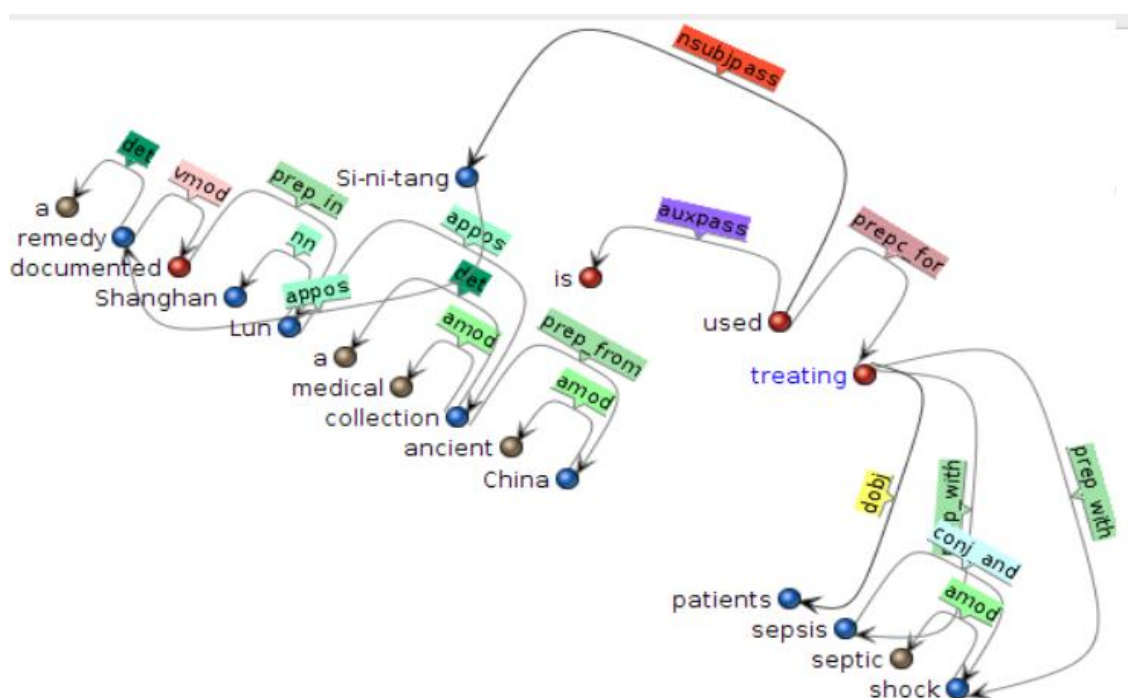 nsubjpass
det
vmod
prep_in
Si-ni-tang
a
remedy
appos
auxpass
nn
prepc_for
documented
det
is
Shanghan
appos
Lun
used
amod
prep_from
a
treating
medical
amod
collection
ancient
China
dobj
p_with
prep_with
conj_and
patients
amod
sepsis
septic
shock